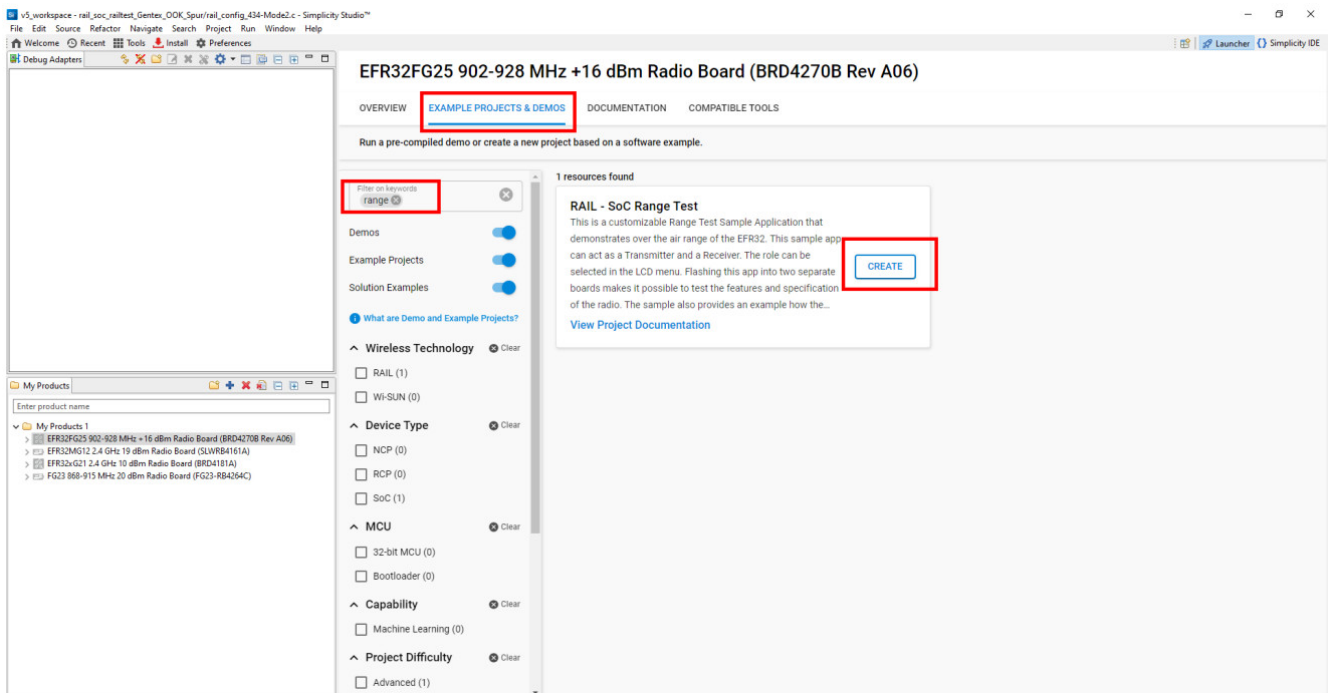 v5_workspace - rail_soc_railtest_Gentex_OOK_Spur/rail_config_434-Mode2.c - Simplicity Studio™
File Edit Source Refactor Navigate Search Project Run Window Help
Welcome Recent Tools Install Preferences
Launcher {} Simplicity IDE
Debug Adapters
EFR32FG25 902-928 MHz +16 dBm Radio Board (BRD4270B Rev A06)
OVERVIEW EXAMPLE PROJECTS & DEMOS DOCUMENTATION COMPATIBLE TOOLS
Run a pre-compiled demo or create a new project based on a software example.
Filter on keywords
range
Demos
Example Projects
Solution Examples
What are Demo and Example Projects?
Wireless Technology Clear
RAIL (1)
Wi-SUN (0)
Device Type Clear
NCP (0)
RCP (0)
SoC (1)
MCU Clear
32-bit MCU (0)
Bootloader (0)
Capability Clear
Machine Learning (0)
Project Difficulty Clear
Advanced (1)
1 resources found
RAIL - SoC Range Test
This is a customizable Range Test Sample Application that
demonstrates over the air range of the EFR32. This sample app
can act as a Transmitter and a Receiver. The role can be
selected in the LCD menu. Flashing this app into two separate
boards makes it possible to test the features and specification
of the radio. The sample also provides an example how the...
View Project Documentation
CREATE
My Products
Enter product name
My Products 1
EFR32FG25 902-928 MHz +16 dBm Radio Board (BRD4270B Rev A06)
EFR32MG12 2.4 GHz 19 dBm Radio Board (SLWRB4161A)
EFR32xG21 2.4 GHz 10 dBm Radio Board (BRD4181A)
FG23 868-915 MHz 20 dBm Radio Board (FG23-RB4264C)